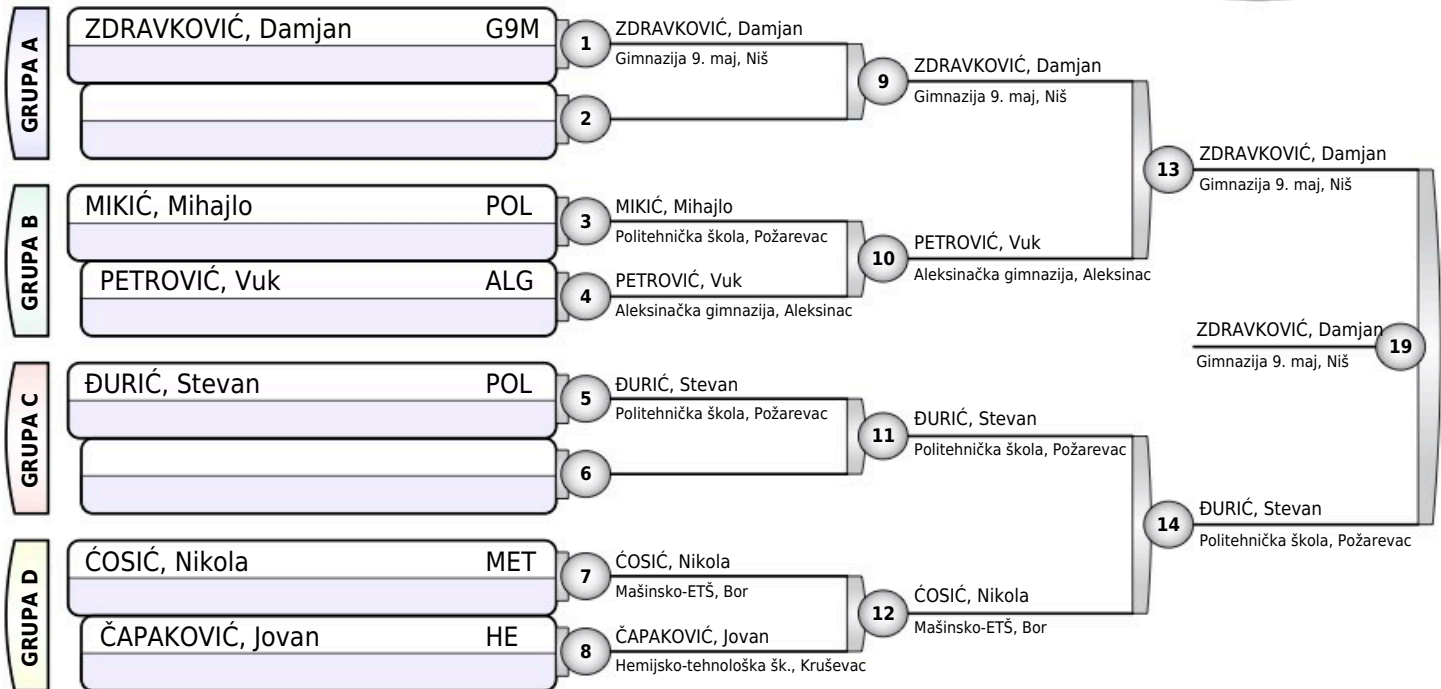 GRUPA A
ZDRAVKOVIĆ, Damjan G9M
1
2
GRUPA B
MIKIĆ, Mihajlo POL
PETROVIĆ, Vuk ALG
3
4
GRUPA C
ĐURIĆ, Stevan POL
5
6
GRUPA D
ĆOSIĆ, Nikola MET
ČAPAKOVIĆ, Jovan HE
7
8
ZDRAVKOVIĆ, Damjan
Gimnazija 9. maj, Niš
MIKIĆ, Mihajlo
Politehnička škola, Požarevac
PETROVIĆ, Vuk
Aleksinačka gimnazija, Aleksinac
ĐURIĆ, Stevan
Politehnička škola, Požarevac
ĆOSIĆ, Nikola
Mašinsko-ETŠ, Bor
ČAPAKOVIĆ, Jovan
Hemijsko-tehnološka šk., Kruševac
9
ZDRAVKOVIĆ, Damjan
Gimnazija 9. maj, Niš
10
PETROVIĆ, Vuk
Aleksinačka gimnazija, Aleksinac
11
ĐURIĆ, Stevan
Politehnička škola, Požarevac
12
ĆOSIĆ, Nikola
Mašinsko-ETŠ, Bor
13
ZDRAVKOVIĆ, Damjan
Gimnazija 9. maj, Niš
14
ĐURIĆ, Stevan
Politehnička škola, Požarevac
ZDRAVKOVIĆ, Damjan
Gimnazija 9. maj, Niš
19